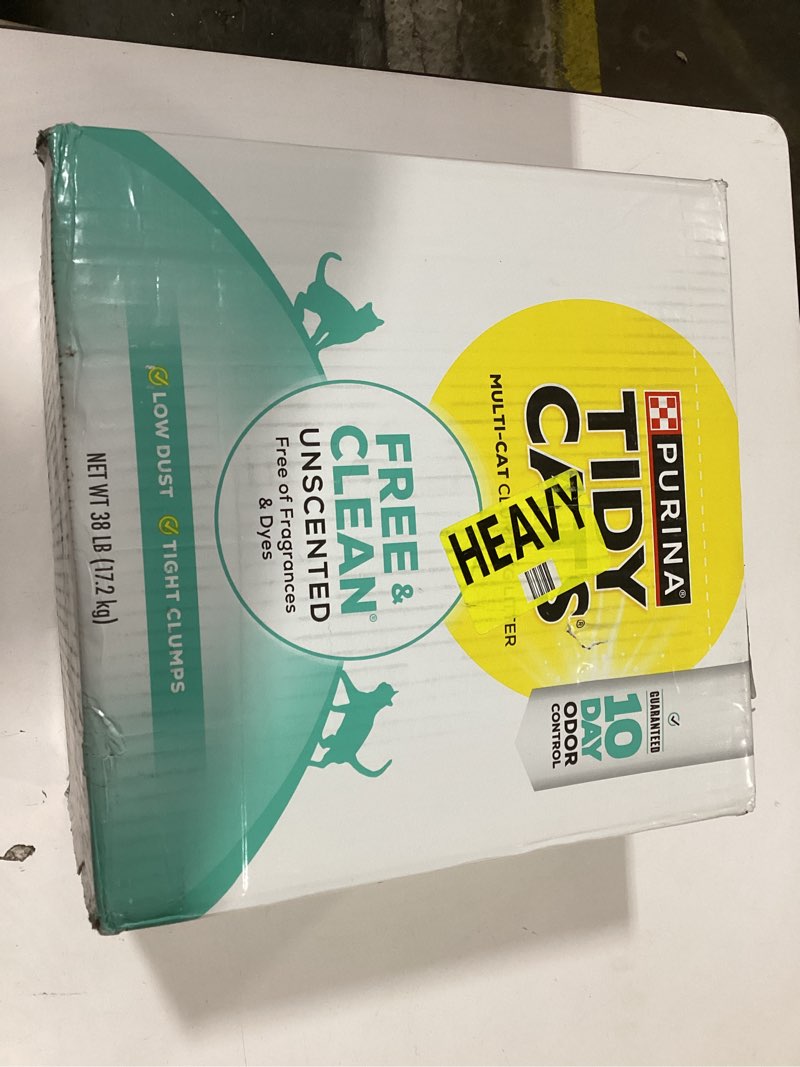 PURINA®
TIDY
CATS®
MULTI-CAT
HEAVY
GUARANTEED
10
DAY
ODOR
CONTROL
FREE &
CLEAN®
UNSCENTED
Free of Fragrances
& Dyes
LOW DUST TIGHT CLUMPS
NET WT 38 LB (17.2 kg)